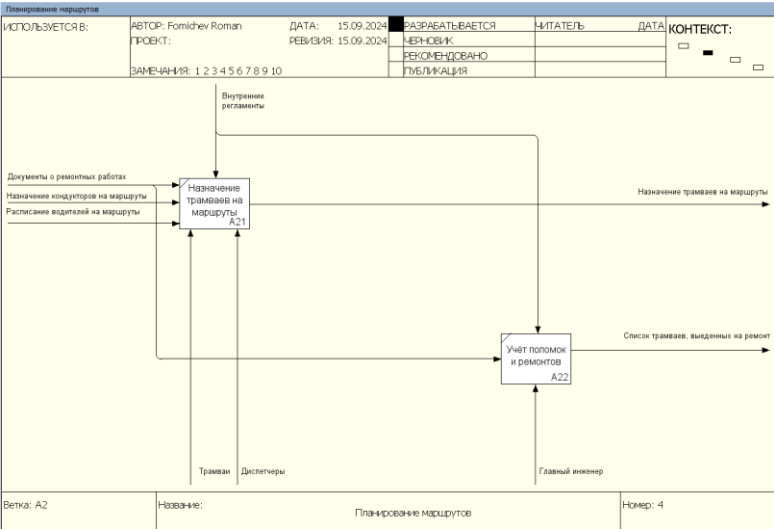 Планирование маршрутов
ИСПОЛЬЗУЕТСЯ В:
АВТОР: Fomichev Roman
ДАТА: 15.09.2024
ПРОЕКТ:
РЕВИЗИЯ: 15.09.2024
ЗАМЕЧАНИЯ: 1 2 3 4 5 6 7 8 9 10
РАЗРАБАТЫВАЕТСЯ
ЧЕРНОВИК
РЕКОМЕНДОВАНО
ПУБЛИКАЦИЯ
ЧИТАТЕЛЬ
ДАТА
КОНТЕКСТ:
Внутренние
регламенты
Документы о ремонтных работах
Назначение кондукторов на маршруты
Расписание водителей на маршруты
Назначение
трамваев на
маршруты
A21
Назначение трамваев на маршруты
Список трамваев, выеденных на ремонт
Учёт поломок
и ремонтов
A22
Трамваи
Диспетчеры
Главный инженер
Ветка: A2
Название:
Планирование маршрутов
Номер: 4